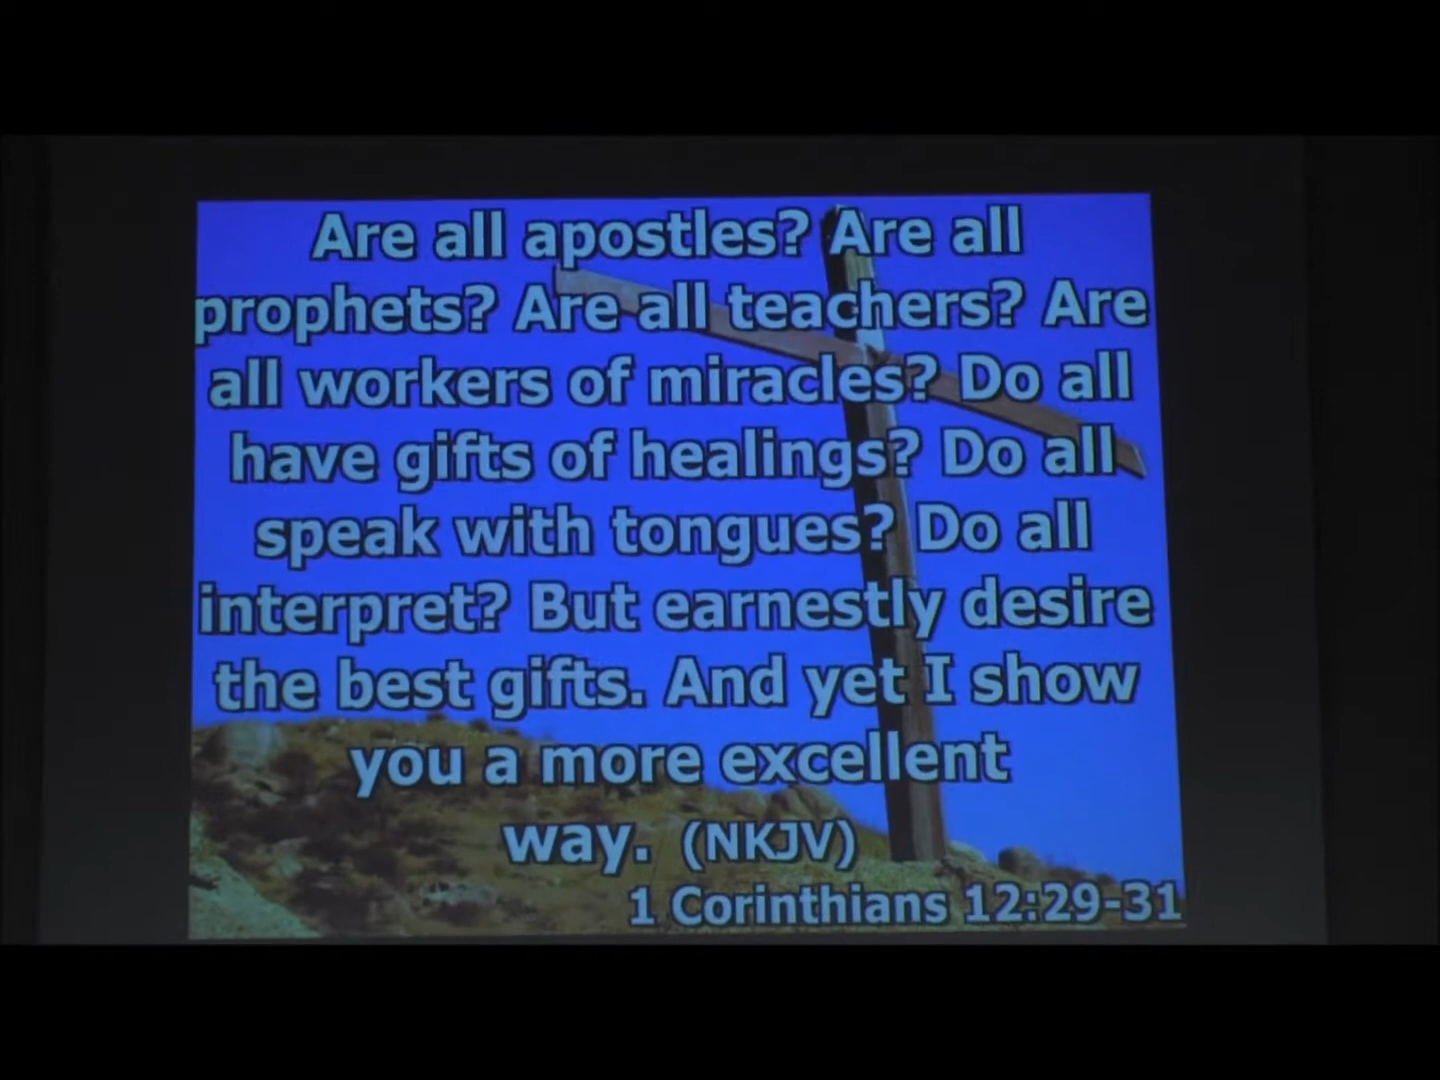 Are all apostles? Are all
prophets? Are all teachers? Are
all workers of miracles? Do all
have gifts of healings? Do all
speak with tongues? Do all
interpret? But earnestly desire
the best gifts. And yet I show
you a more excellent
way. (NKJV)
1 Corinthians 12:29-31